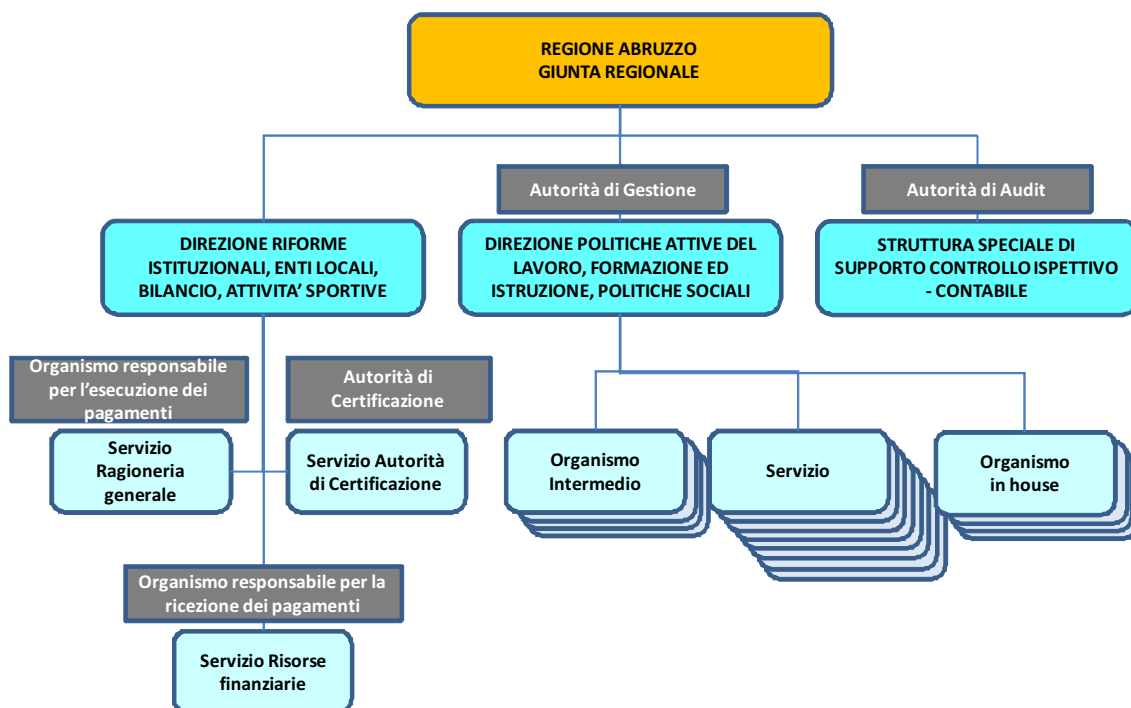 REGIONE ABRUZZO
GIUNTA REGIONALE
Autorità di Gestione
Autorità di Audit
DIREZIONE RIFORME
ISTITUZIONALI, ENTI LOCALI,
BILANCIO, ATTIVITA’ SPORTIVE
DIREZIONE POLITICHE ATTIVE DEL
LAVORO, FORMAZIONE ED
ISTRUZIONE, POLITICHE SOCIALI
STRUTTURA SPECIALE DI
SUPPORTO CONTROLLO ISPETTIVO
- CONTABILE
Organismo responsabile
per l’esecuzione dei
pagamenti
Autorità di
Certificazione
Servizio
Ragioneria
generale
Servizio Autorità
di Certificazione
Organismo
Intermedio
Servizio
Organismo
in house
Organismo responsabile per la
ricezione dei pagamenti
Servizio Risorse
finanziarie